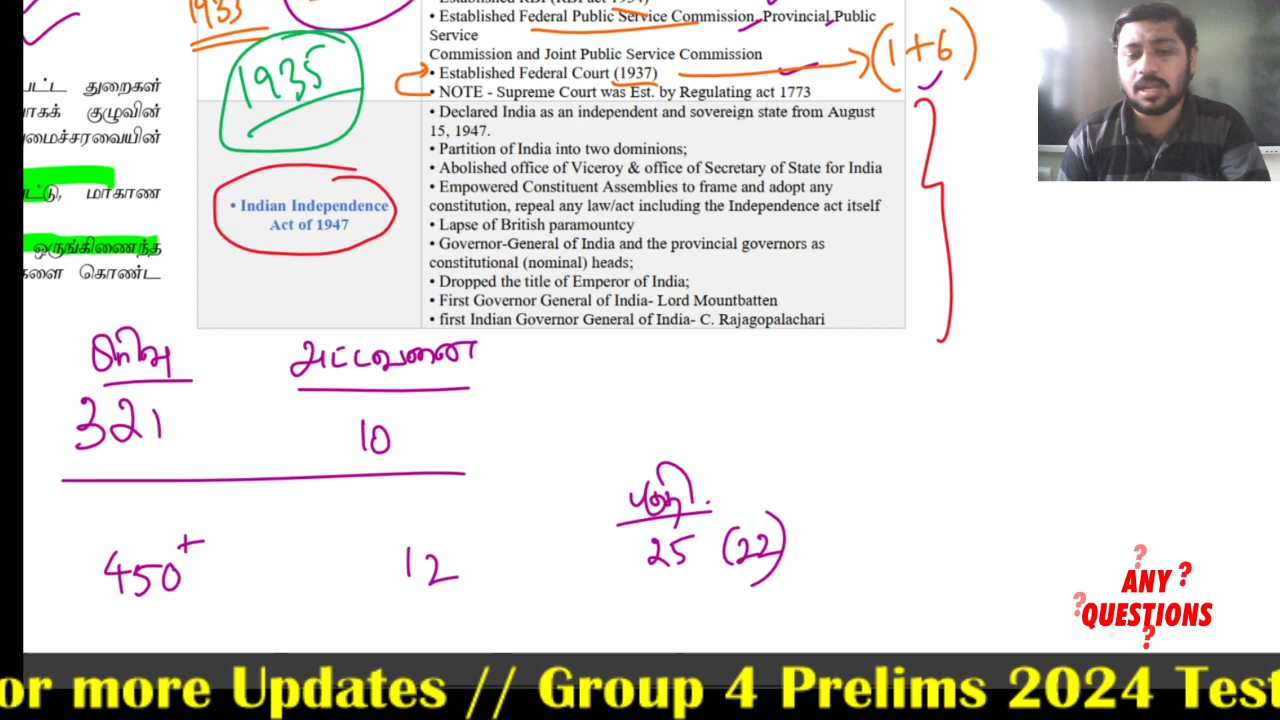 1935
• Established Federal Public Service Commission, Provincial Public
Service
Commission and Joint Public Service Commission
• Established Federal Court (1937)
(1+6)
• NOTE - Supreme Court was Est. by Regulating act 1773
1935
பட்ட துறைகள்
குழுவின்
மாகாண
ஒருங்கிணைந்த
களை கொண்ட
• Indian Independence
Act of 1947
• Declared India as an independent and sovereign state from August
15, 1947.
• Partition of India into two dominions;
• Abolished office of Viceroy & office of Secretary of State for India
• Empowered Constituent Assemblies to frame and adopt any
constitution, repeal any law/act including the Independence act itself
• Lapse of British paramountcy
• Governor-General of India and the provincial governors as
constitutional (nominal) heads;
• Dropped the title of Emperor of India;
• First Governor General of India- Lord Mountbatten
• first Indian Governor General of India- C. Rajagopalachari
அட்டவணை
321 10
450+ 12
பகுதி.
25 (22)
ANY
QUESTIONS
or more Updates // Group 4 Prelims 2024 Test